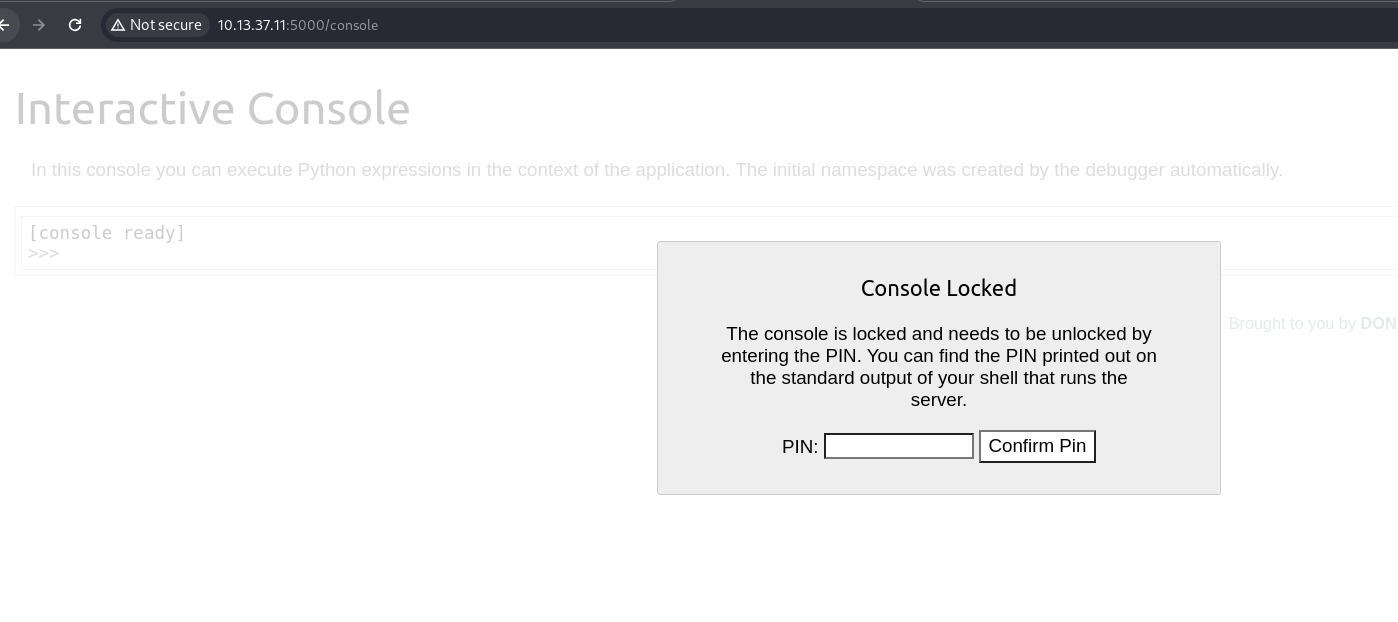 Not secure 10.13.37.11:5000/console
Interactive Console
In this console you can execute Python expressions in the context of the application. The initial namespace was created by the debugger automatically.
[console ready]
>>>
Console Locked
The console is locked and needs to be unlocked by
entering the PIN. You can find the PIN printed out on
the standard output of your shell that runs the
server.
PIN: Confirm Pin
Brought to you by DON